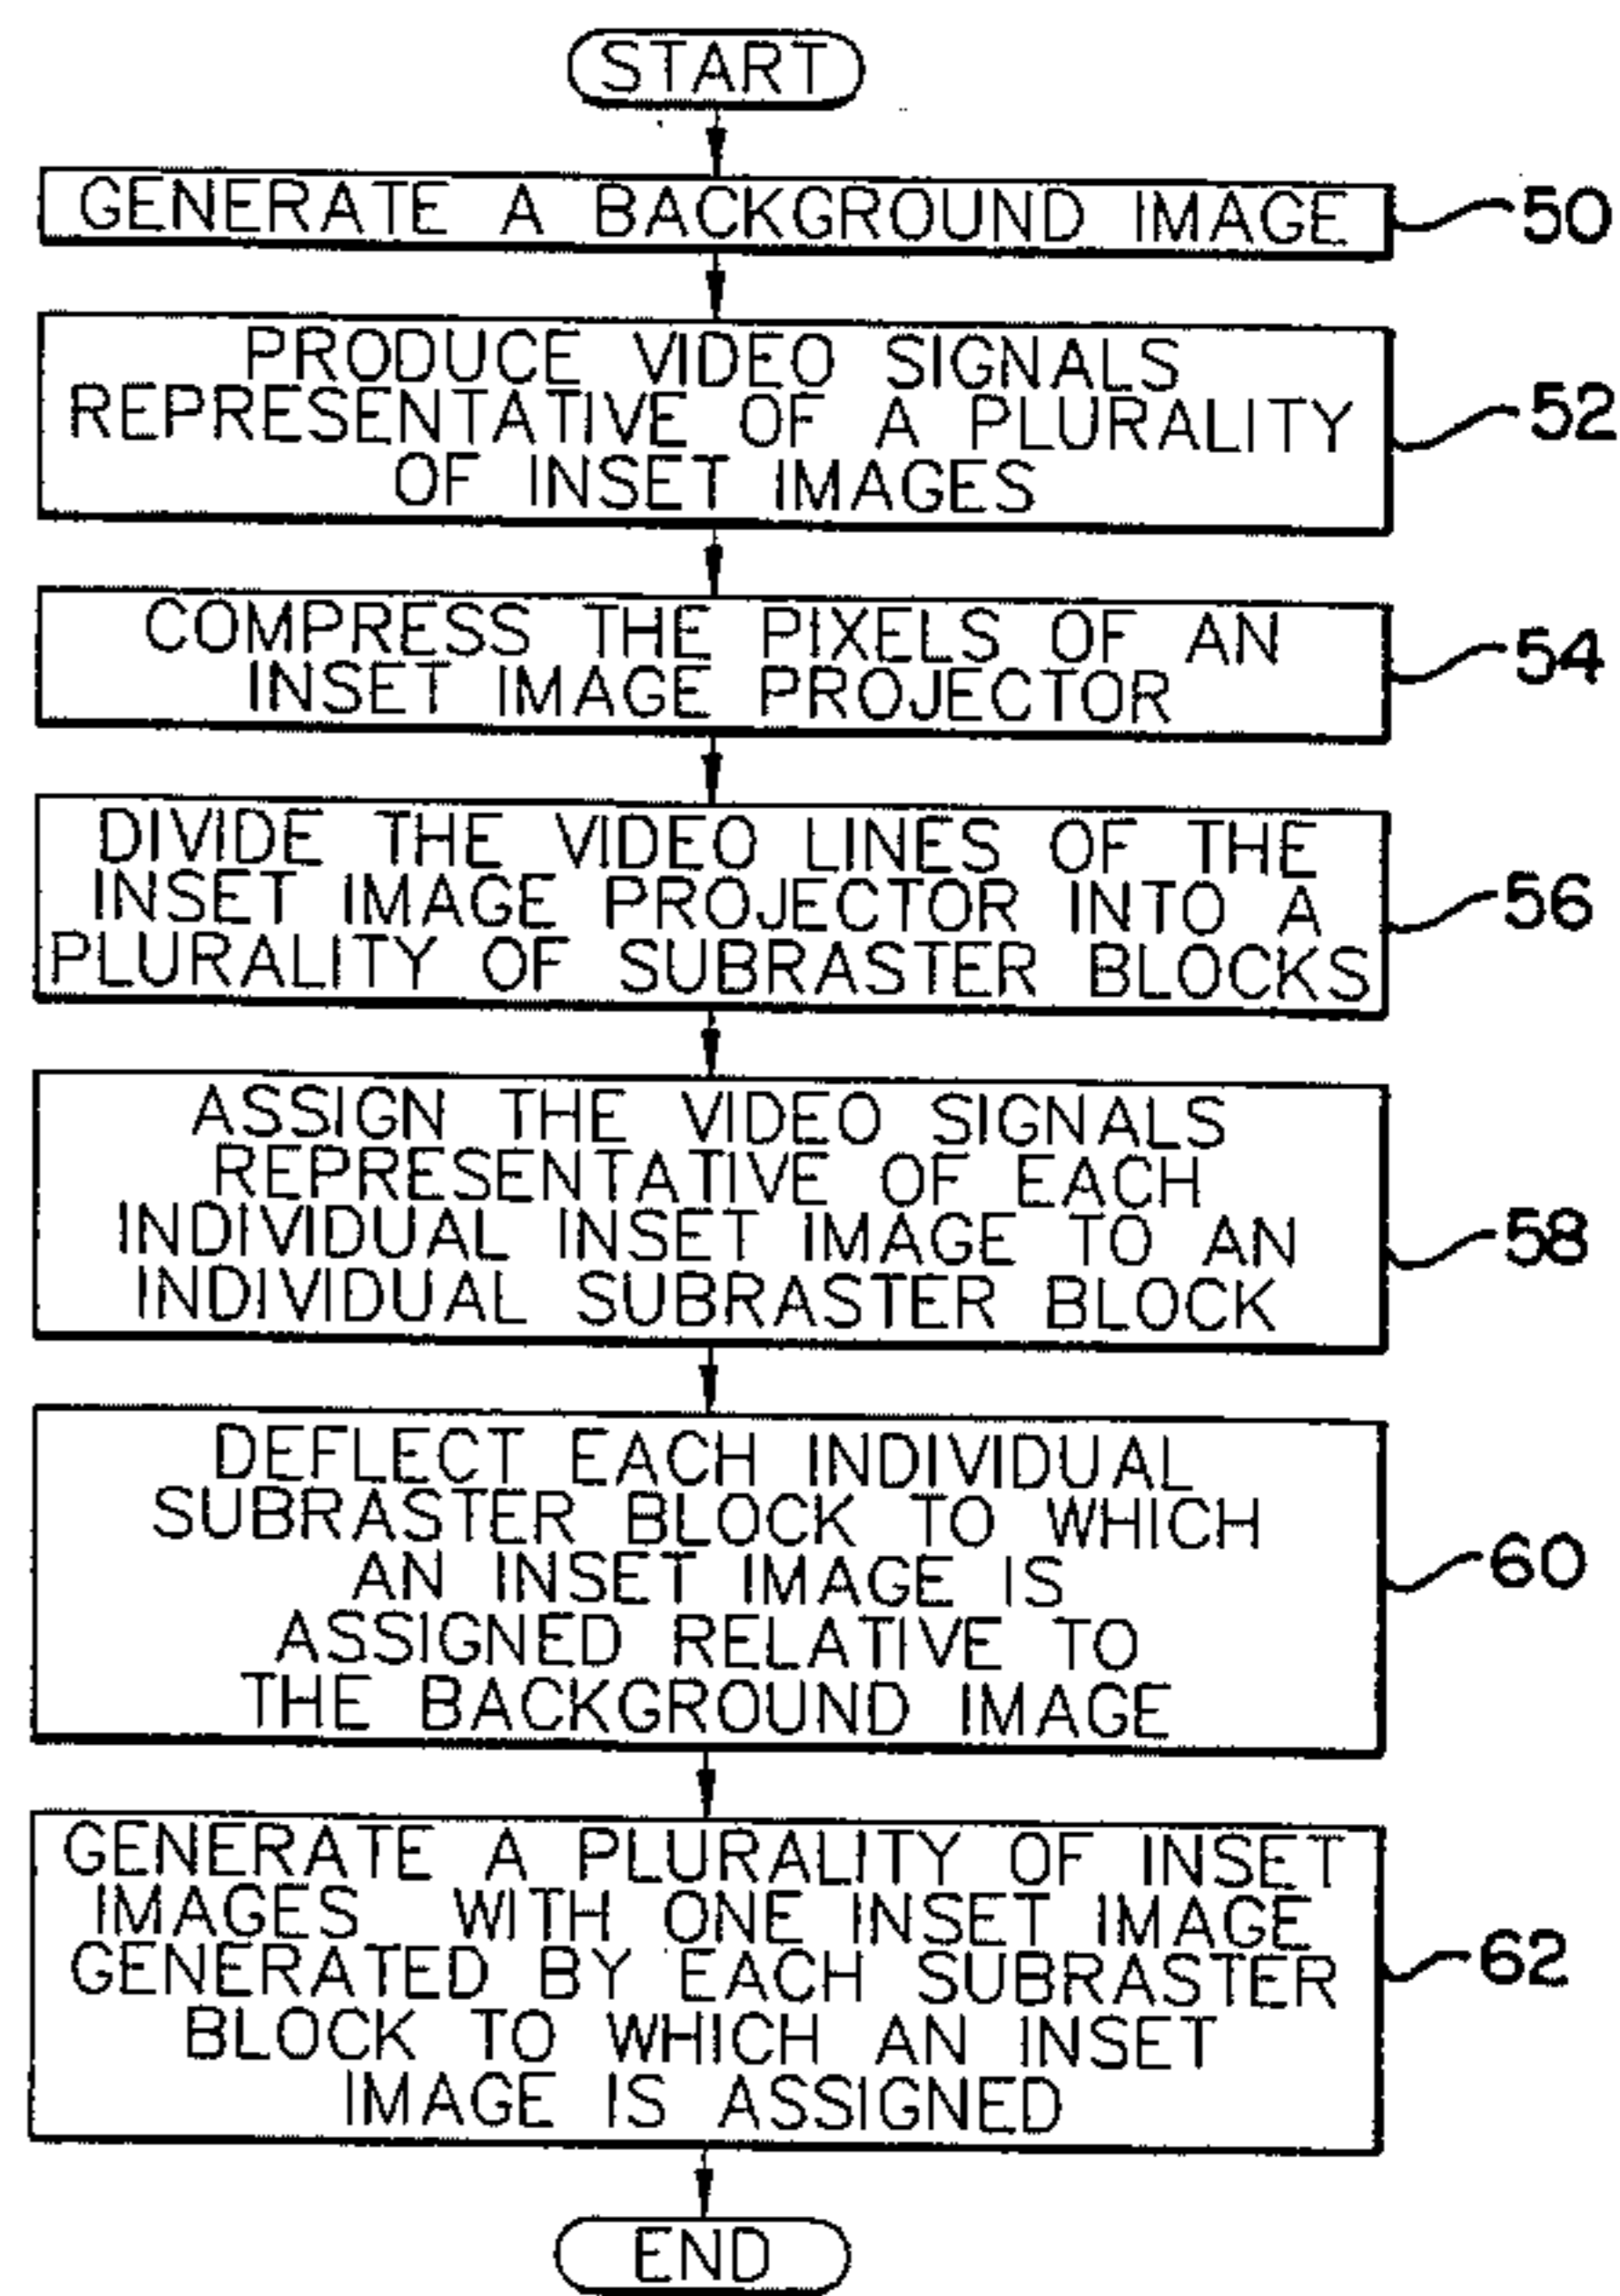 START
GENERATE A BACKGROUND IMAGE
50
PRODUCE VIDEO SIGNALS
REPRESENTATIVE OF A PLURALITY
OF INSET IMAGES
52
COMPRESS THE PIXELS OF AN
INSET IMAGE PROJECTOR
54
DIVIDE THE VIDEO LINES OF THE
INSET IMAGE PROJECTOR INTO A
PLURALITY OF SUBRASTER BLOCKS
56
ASSIGN THE VIDEO SIGNALS
REPRESENTATIVE OF EACH
INDIVIDUAL INSET IMAGE TO AN
INDIVIDUAL SUBRASTER BLOCK
58
DEFLECT EACH INDIVIDUAL
SUBRASTER BLOCK TO WHICH
AN INSET IMAGE IS
ASSIGNED RELATIVE TO
THE BACKGROUND IMAGE
60
GENERATE A PLURALITY OF INSET
IMAGES WITH ONE INSET IMAGE
GENERATED BY EACH SUBRASTER
BLOCK TO WHICH AN INSET
IMAGE IS ASSIGNED
62
END